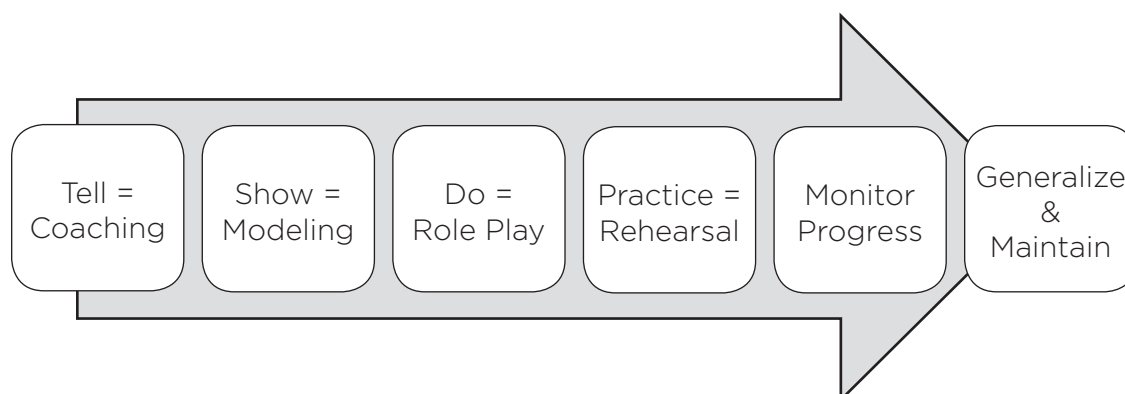 Tell =
Coaching
Show =
Modeling
Do =
Role Play
Practice =
Rehearsal
Monitor
Progress
Generalize
&
Maintain